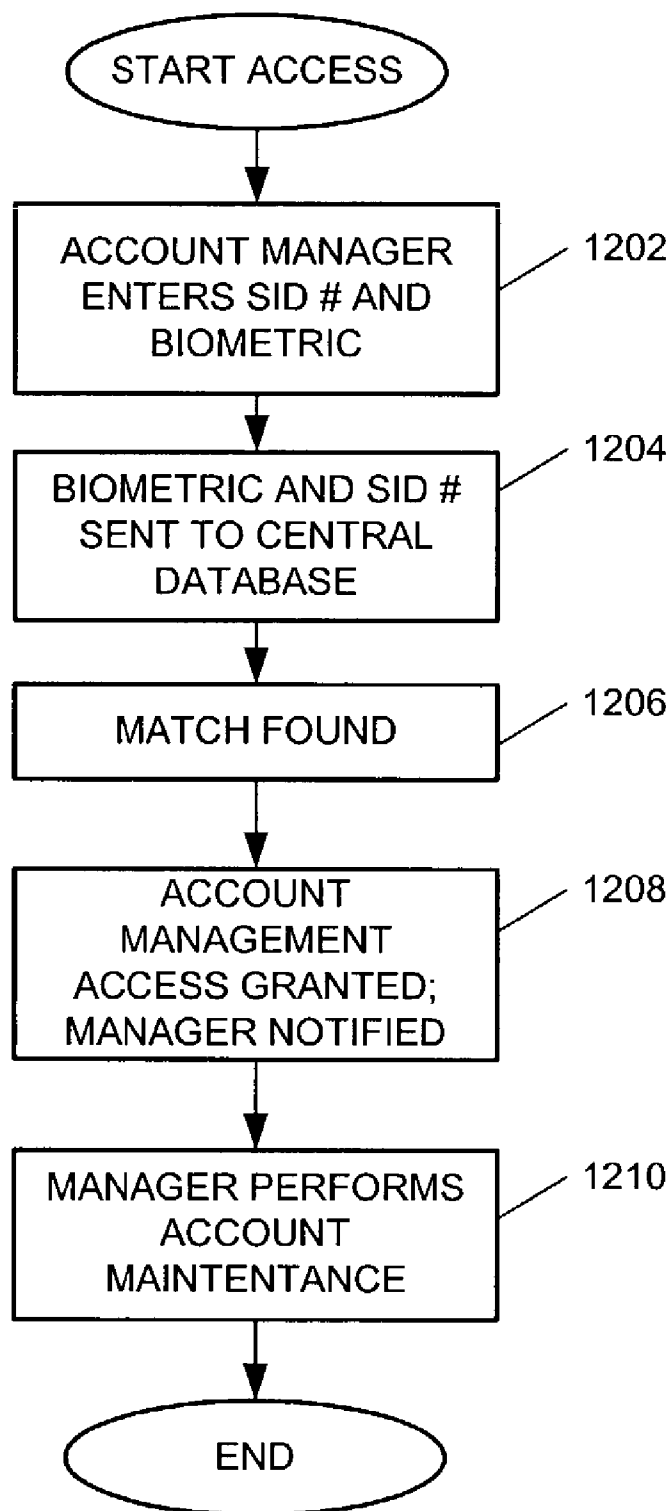 START ACCESS
ACCOUNT MANAGER
ENTERS SID # AND
BIOMETRIC
1202
BIOMETRIC AND SID #
SENT TO CENTRAL
DATABASE
1204
MATCH FOUND
1206
ACCOUNT
MANAGEMENT
ACCESS GRANTED;
MANAGER NOTIFIED
1208
MANAGER PERFORMS
ACCOUNT
MAINTENTANCE
1210
END